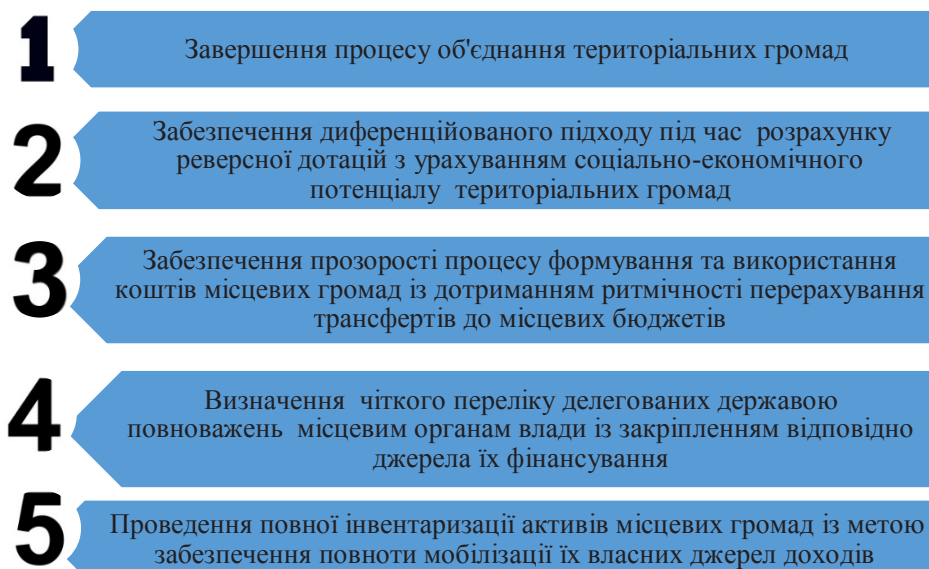 1
Завершення процесу об'єднання територіальних громад
2
Забезпечення диференційованого підходу під час розрахунку
реверсної дотацій з урахуванням соціально-економічного
потенціалу територіальних громад
3
Забезпечення прозорості процесу формування та використання
коштів місцевих громад із дотриманням ритмічності перерахування
трансфертів до місцевих бюджетів
4
Визначення чіткого переліку делегованих державою
повноважень місцевим органам влади із закріпленням відповідно
джерела їх фінансування
5
Проведення повної інвентаризації активів місцевих громад із метою
забезпечення повноти мобілізації їх власних джерел доходів